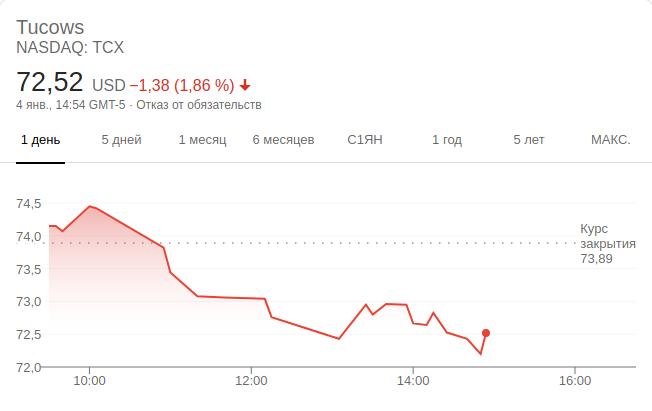 Tucows
NASDAQ: TCX
72,52 USD −1,38 (1,86 %)
4 янв., 14:54 GMT-5 · Отказ от обязательств
1 день 5 дней 1 месяц 6 месяцев С1ЯН 1 год 5 лет МАКС.
74,5
74,0
73,5
73,0
72,5
72,0
Курс
закрытия
73,89
10:00 12:00 14:00 16:00